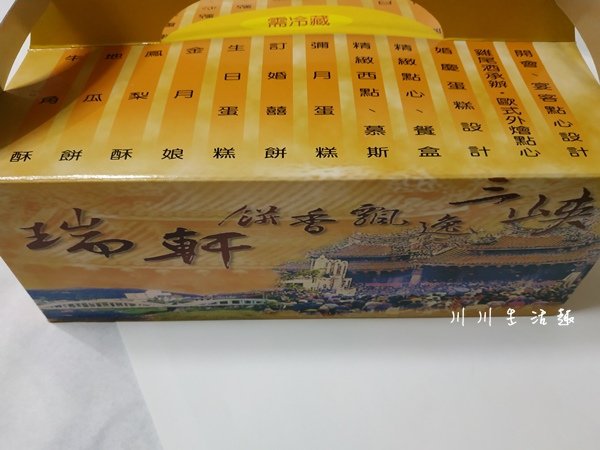 需冷藏
開會、宴客點心設計
雞尾酒承辦·歐式外燴點心
婚慶蛋糕設計
精緻點心、餐盒
精緻西點、慕斯
彌月蛋糕
訂婚囍餅
生日蛋糕
金月娘
鳳梨酥
地瓜餅
牛角酥
瑞軒 餅香飄遠三峽
川川生活趣